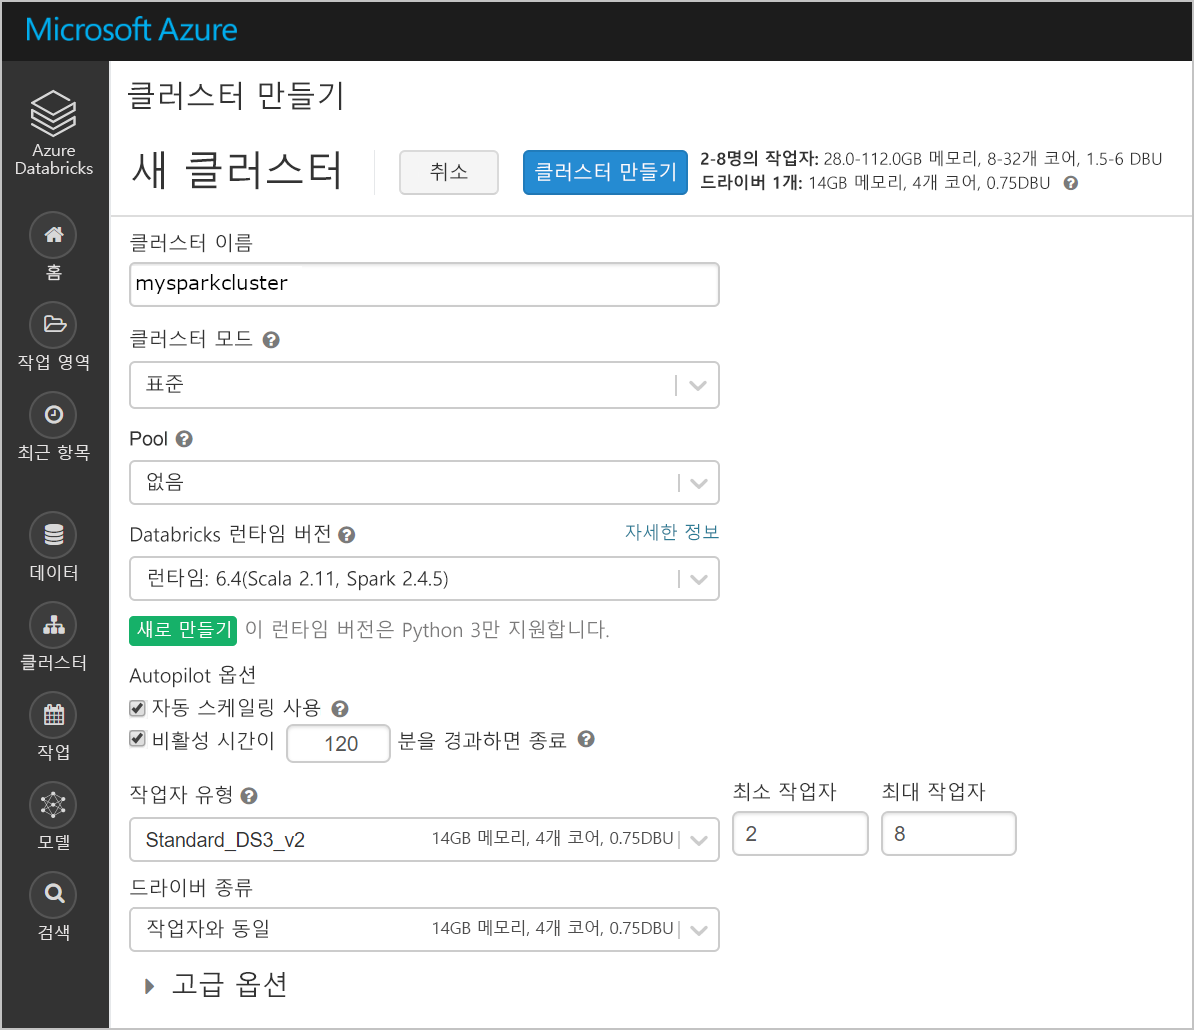 Microsoft Azure
Azure
Databricks
홈
작업 영역
최근 항목
데이터
클러스터
작업
모델
검색
클러스터 만들기
새 클러스터
취소
클러스터 만들기
2-8명의 작업자: 28.0-112.0GB 메모리, 8-32개 코어, 1.5-6 DBU
드라이버 1개: 14GB 메모리, 4개 코어, 0.75DBU
클러스터 이름
mysparkcluster
클러스터 모드
표준
Pool
없음
Databricks 런타임 버전 자세한 정보
런타임: 6.4(Scala 2.11, Spark 2.4.5)
새로 만들기 이 런타임 버전은 Python 3만 지원합니다.
Autopilot 옵션
자동 스케일링 사용
비활성 시간이 120 분을 경과하면 종료
작업자 유형 최소 작업자 최대 작업자
Standard_DS3_v2 14GB 메모리, 4개 코어, 0.75DBU 2 8
드라이버 종류
작업자와 동일 14GB 메모리, 4개 코어, 0.75DBU
고급 옵션